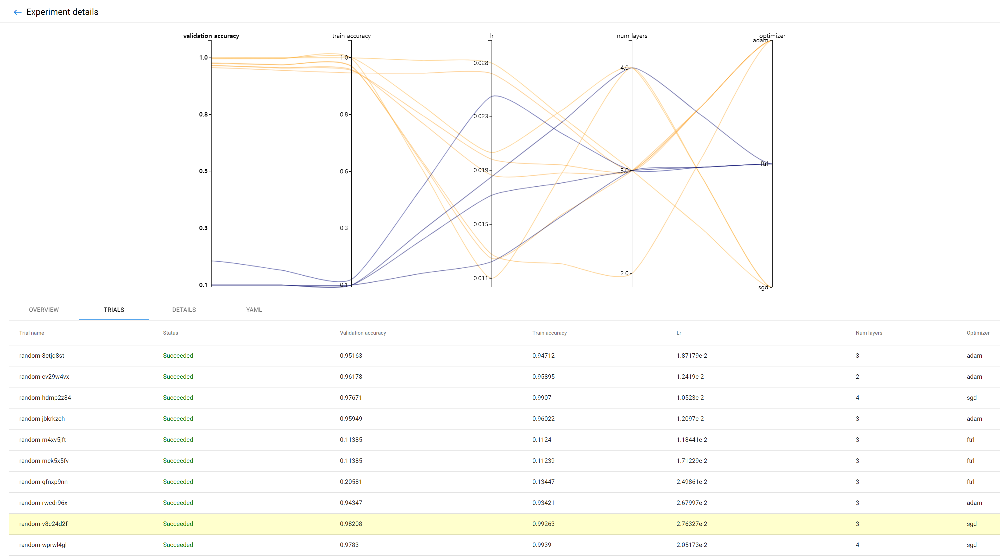 Experiment details
validation accuracy train accuracy lr num layers optimizer
adam
1.0 1.0 0.028 4.0
0.8 0.8 0.023
0.5 0.6 0.019 3.0 ftrl
0.3 0.3 0.015
0.1 0.1 0.011 2.0 sgd
OVERVIEW TRIALS DETAILS YAML
Trial name Status Validation accuracy Train accuracy Lr Num layers Optimizer
random-8ctjq8st Succeeded 0.95163 0.94712 1.87179e-2 3 adam
random-cv29w4vx Succeeded 0.96178 0.95895 1.2419e-2 2 adam
random-hdmp2z84 Succeeded 0.97671 0.9907 1.0523e-2 4 sgd
random-jbkrkzch Succeeded 0.95949 0.96022 1.2097e-2 3 adam
random-m4xv5jft Succeeded 0.11385 0.1124 1.18441e-2 3 ftrl
random-mck5x5fv Succeeded 0.11385 0.11239 1.71229e-2 3 ftrl
random-qfnxp9nn Succeeded 0.20581 0.13447 2.49861e-2 3 ftrl
random-rwcdr96x Succeeded 0.94347 0.93421 2.67997e-2 3 adam
random-v8c24d2f Succeeded 0.98208 0.99263 2.76327e-2 3 sgd
random-wprwl4gl Succeeded 0.9783 0.9939 2.05173e-2 4 sgd